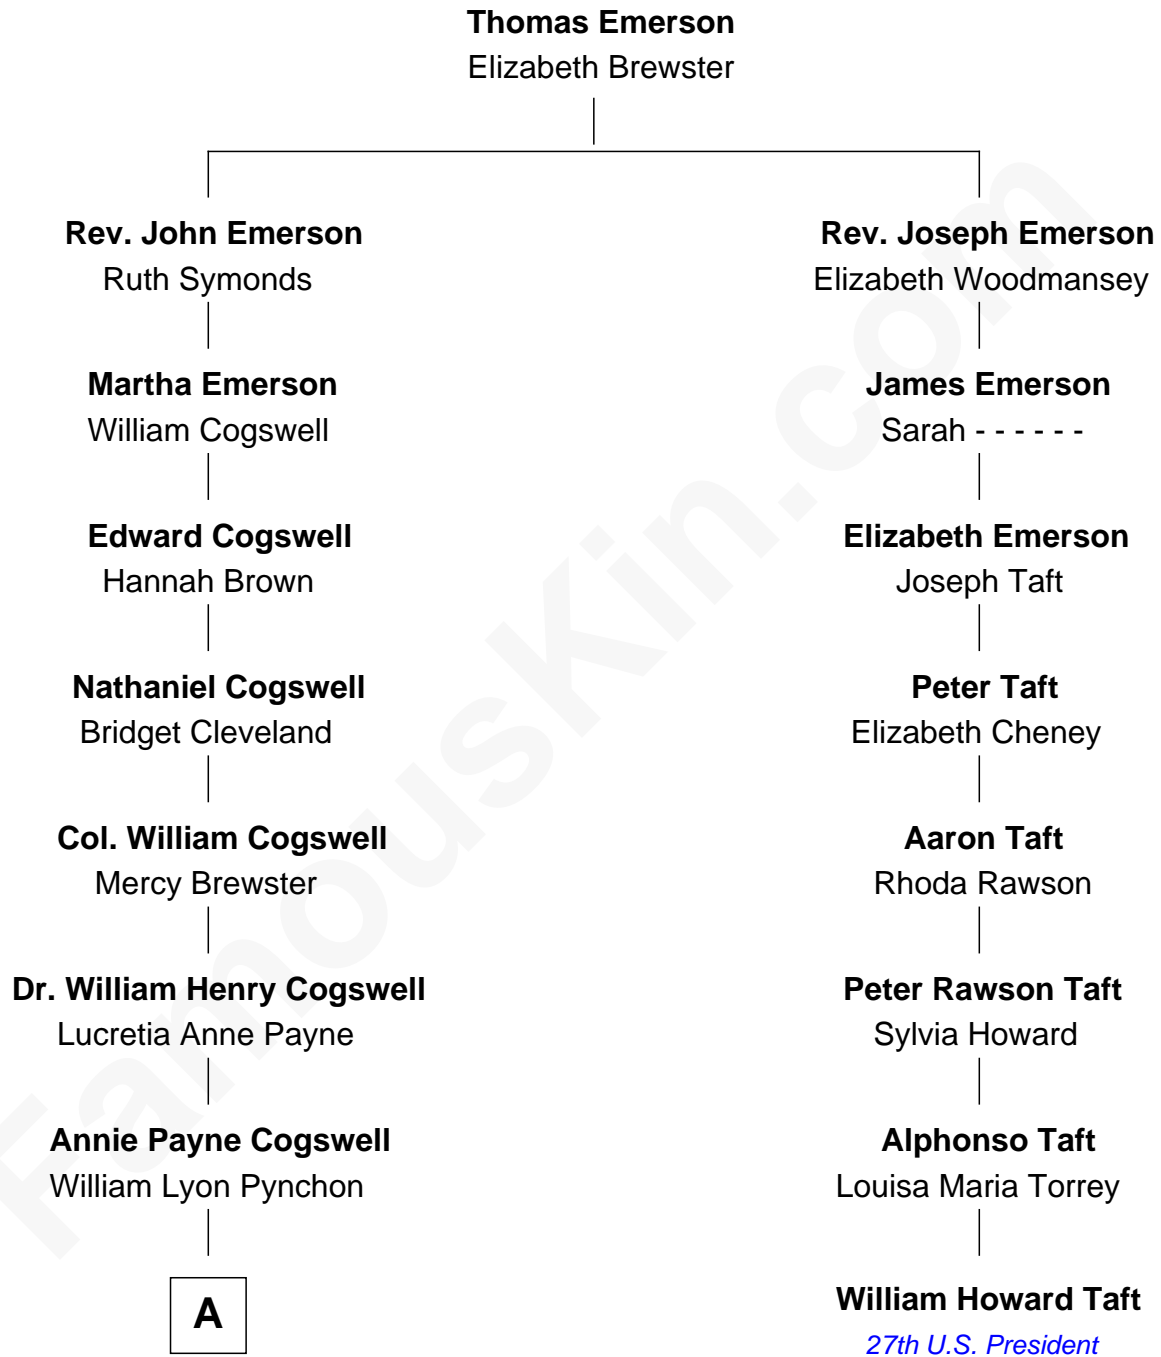 Thomas Emerson
Elizabeth Brewster
Rev. John Emerson
Ruth Symonds
Rev. Joseph Emerson
Elizabeth Woodmansey
Martha Emerson
William Cogswell
James Emerson
Sarah - - - - - -
Edward Cogswell
Hannah Brown
Elizabeth Emerson
Joseph Taft
Nathaniel Cogswell
Bridget Cleveland
Peter Taft
Elizabeth Cheney
Col. William Cogswell
Mercy Brewster
Aaron Taft
Rhoda Rawson
Dr. William Henry Cogswell
Lucretia Anne Payne
Peter Rawson Taft
Sylvia Howard
Annie Payne Cogswell
William Lyon Pynchon
Alphonso Taft
Louisa Maria Torrey
A
William Howard Taft
27th U.S. President
FamousKin.com